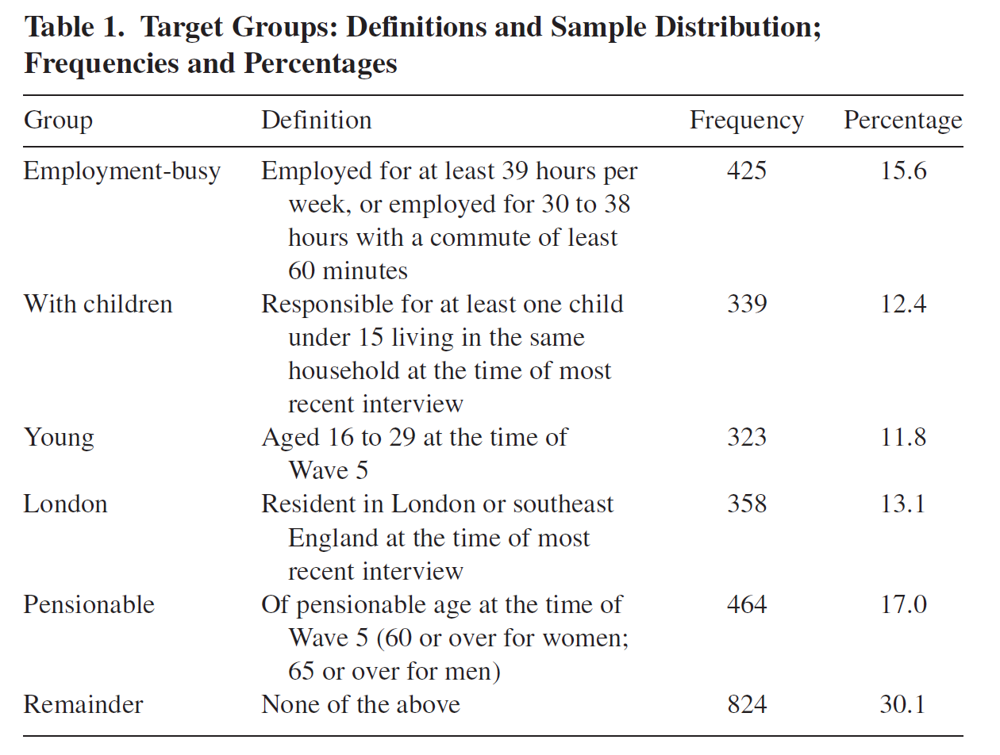 Table 1. Target Groups: Definitions and Sample Distribution;
Frequencies and Percentages
Group Definition Frequency Percentage
Employment-busy Employed for at least 39 hours per 425 15.6
week, or employed for 30 to 38
hours with a commute of least
60 minutes
With children Responsible for at least one child 339 12.4
under 15 living in the same
household at the time of most
recent interview
Young Aged 16 to 29 at the time of 323 11.8
Wave 5
London Resident in London or southeast 358 13.1
England at the time of most
recent interview
Pensionable Of pensionable age at the time of 464 17.0
Wave 5 (60 or over for women;
65 or over for men)
Remainder None of the above 824 30.1